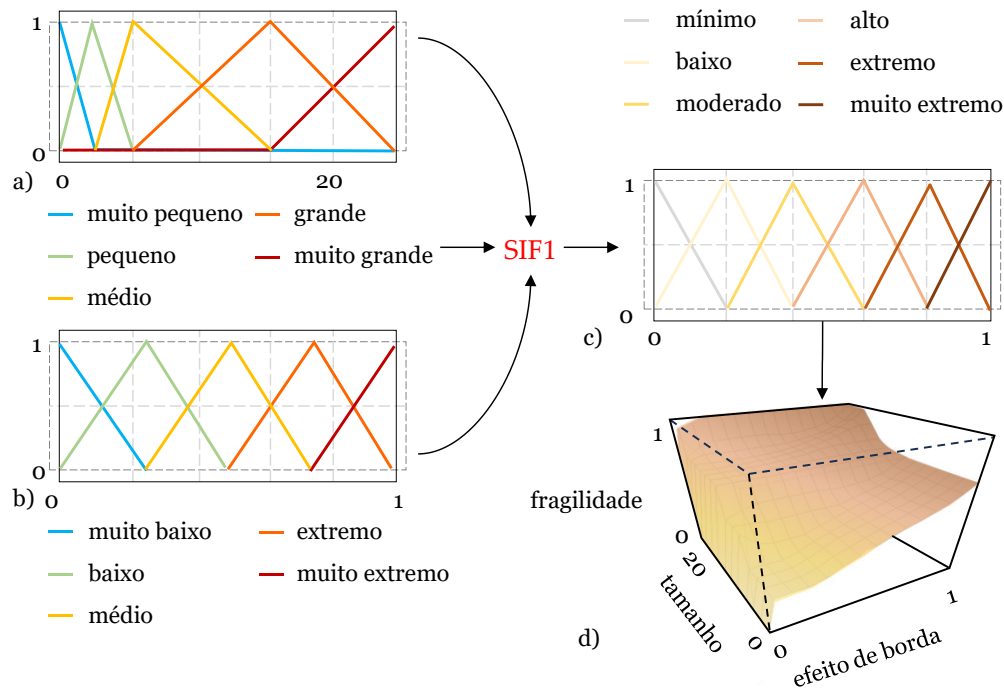 1
0
a)
0
20
muito pequeno
grande
pequeno
muito grande
médio
1
0
b)
0
1
muito baixo
extremo
baixo
muito extremo
médio
SIF1
mínimo
alto
baixo
extremo
moderado
muito extremo
1
0
c)
0
1
1
fragilidade
0
20
tamanho
0
0
1
efeito de borda
d)